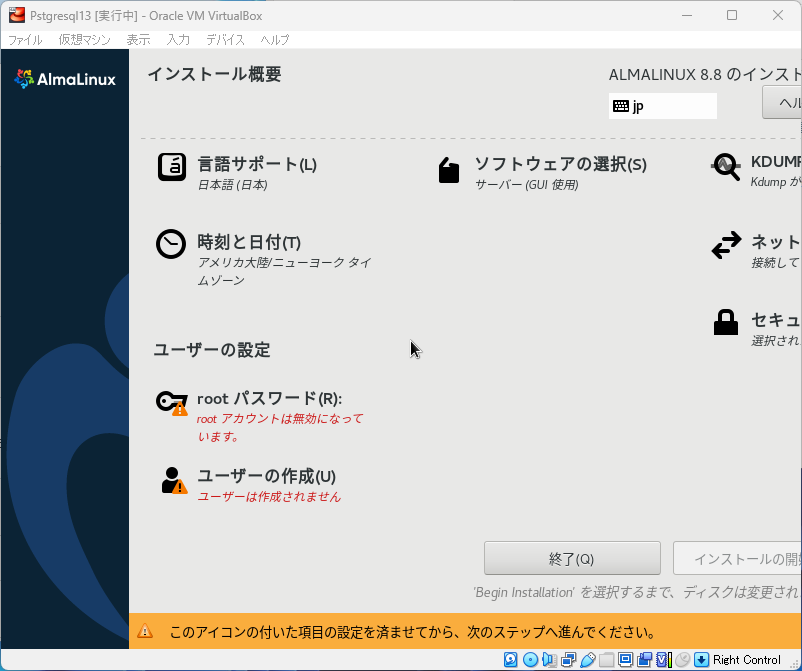 Pstgresql13 [実行中] - Oracle VM VirtualBox
ファイル 仮想マシン 表示 入力 デバイス ヘルプ
AlmaLinux
インストール概要
ALMALINUX 8.8 のインスト
jp
ヘル
言語サポート(L)
日本語 (日本)
ソフトウェアの選択(S)
サーバー (GUI 使用)
KDUMP
Kdump が
時刻と日付(T)
アメリカ大陸/ニューヨーク タイ
ムゾーン
ネット
接続して
セキュ
選択され
ユーザーの設定
root パスワード(R):
root アカウントは無効になって
います。
ユーザーの作成(U)
ユーザーは作成されません
終了(Q)
インストールの開始
'Begin Installation' を選択するまで、ディスクは変更され
このアイコンの付いた項目の設定を済ませてから、次のステップへ進んでください。
Right Control